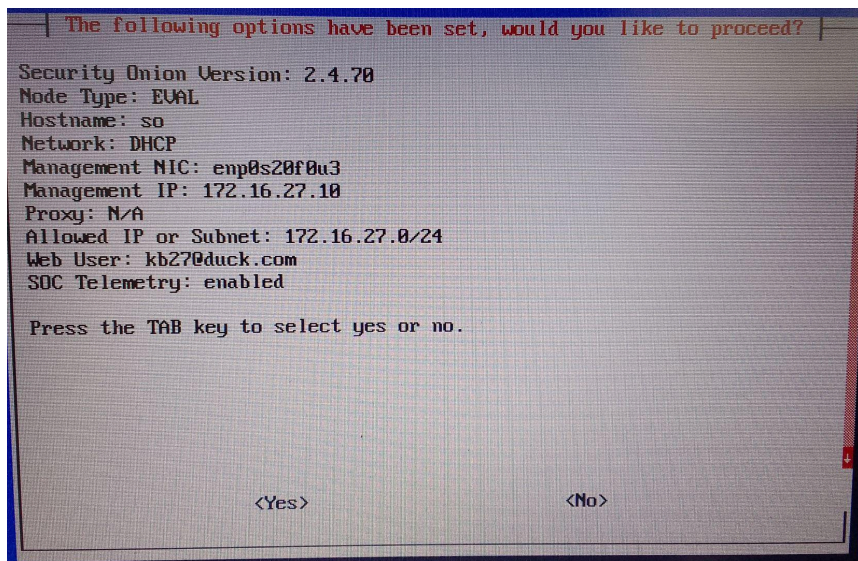 The following options have been set, would you like to proceed?
Security Onion Version: 2.4.70
Node Type: EVAL
Hostname: so
Network: DHCP
Management NIC: enp0s20f0u3
Management IP: 172.16.27.10
Proxy: N/A
Allowed IP or Subnet: 172.16.27.0/24
Web User: kb27@duck.com
SOC Telemetry: enabled
Press the TAB key to select yes or no.
<Yes> <No>